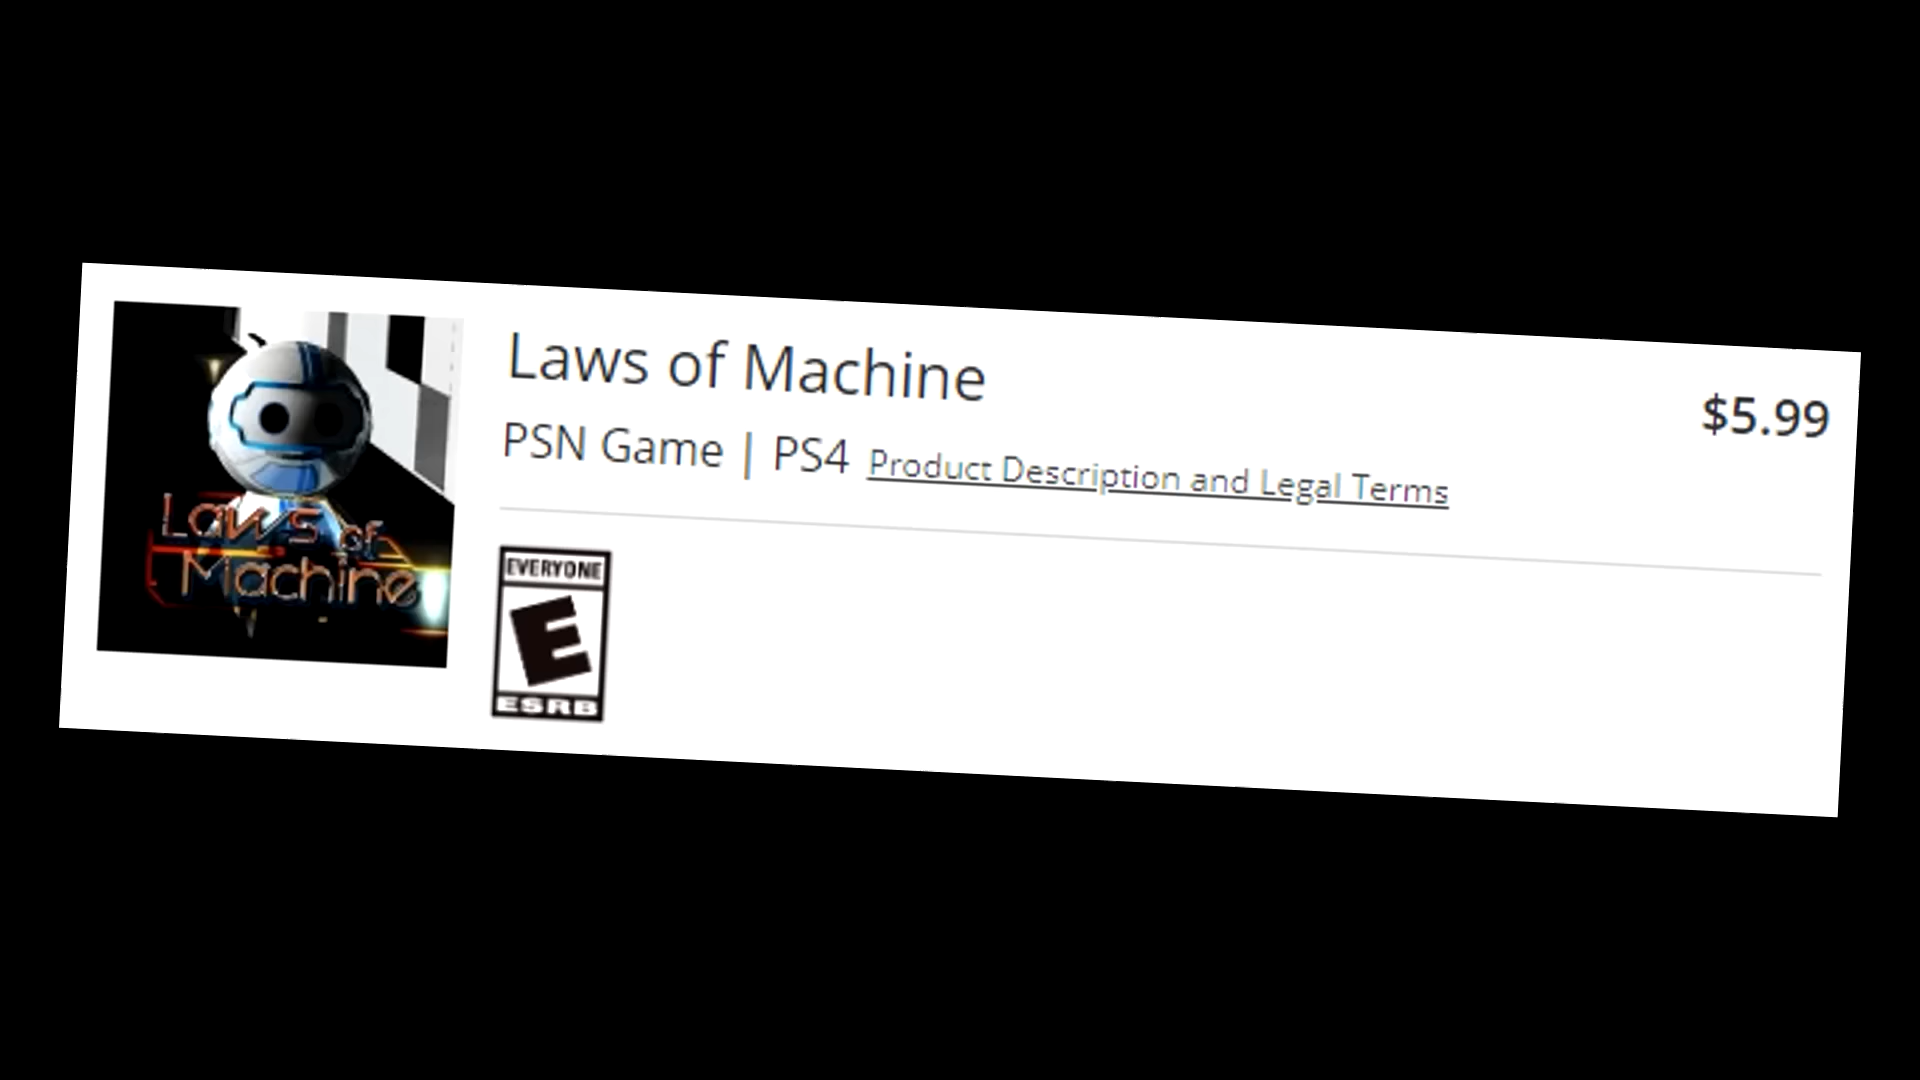 Laws of Machine
$5.99
PSN Game | PS4 Product Description and Legal Terms
Laws of
Machine
EVERYONE
E
ESRB